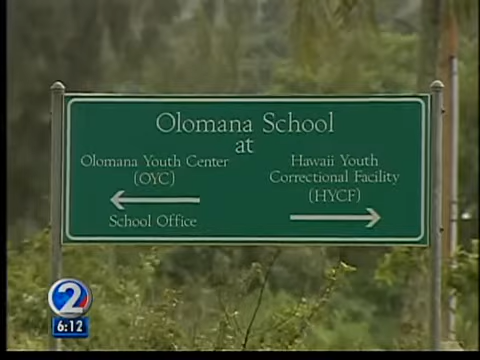 Olomana School
at
Olomana Youth Center
(OYC)
School Office
Hawaii Youth
Correctional Facility
(HYCF)
2
6:12